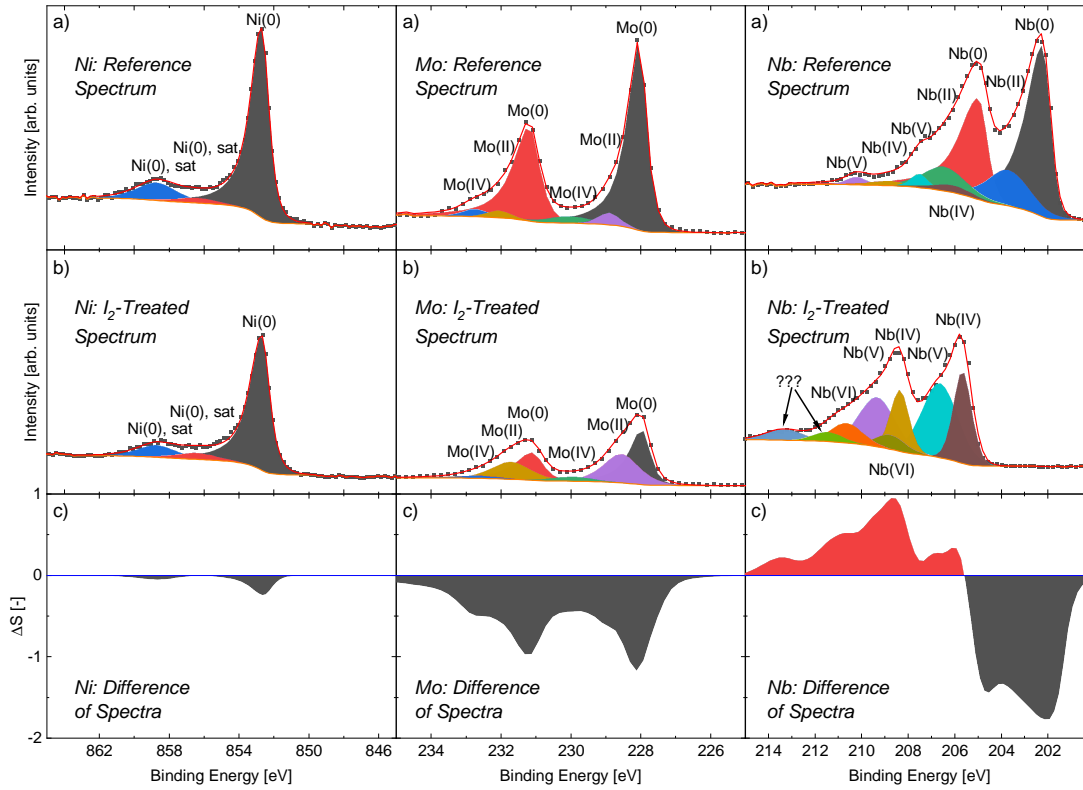 a)
Ni: Reference
Spectrum
Ni(0)
Ni(0), sat
Ni(0), sat
Intensity [arb. units]
a)
Mo: Reference
Spectrum
Mo(0)
Mo(0)
Mo(II)
Mo(II)
Mo(IV)
Mo(IV)
a)
Nb: Reference
Spectrum
Nb(0)
Nb(0)
Nb(II)
Nb(II)
Nb(V)
Nb(IV)
Nb(V)
Nb(IV)
b)
Ni: I2-Treated
Spectrum
Ni(0)
Ni(0), sat
Ni(0), sat
Intensity [arb. units]
b)
Mo: I2-Treated
Spectrum
Mo(0)
Mo(0)
Mo(II)
Mo(II)
Mo(IV)
Mo(IV)
b)
Nb: I2-Treated
Spectrum
Nb(IV)
Nb(IV)
Nb(V)
Nb(V)
???
Nb(VI)
Nb(VI)
c)
1
0
-1
-2
ΔS [-]
Ni: Difference
of Spectra
862 858 854 850 846
Binding Energy [eV]
c)
Mo: Difference
of Spectra
234 232 230 228 226
Binding Energy [eV]
c)
Nb: Difference
of Spectra
214 212 210 208 206 204 202
Binding Energy [eV]